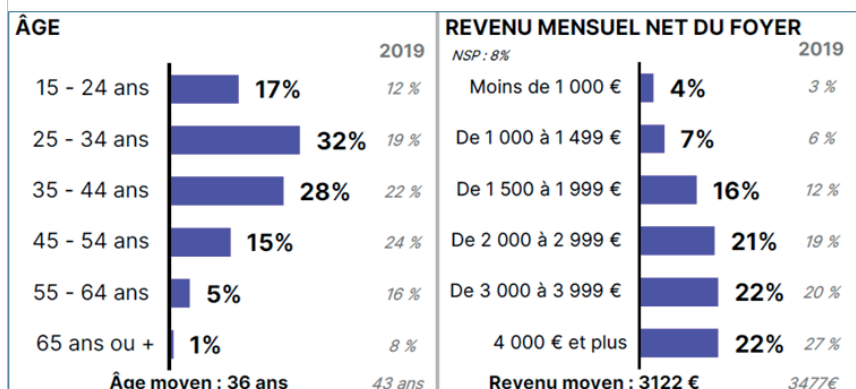 ÂGE
2019
15 - 24 ans 17% 12 %
25 - 34 ans 32% 19 %
35 - 44 ans 28% 22 %
45 - 54 ans 15% 24 %
55 - 64 ans 5% 16 %
65 ans ou + 1% 8 %
Âge moyen : 36 ans 43 ans
REVENU MENSUEL NET DU FOYER
NSP : 8% 2019
Moins de 1 000 € 4% 3 %
De 1 000 à 1 499 € 7% 6 %
De 1 500 à 1 999 € 16% 12 %
De 2 000 à 2 999 € 21% 19 %
De 3 000 à 3 999 € 22% 20 %
4 000 € et plus 22% 27 %
Revenu moyen : 3122 € 3477€